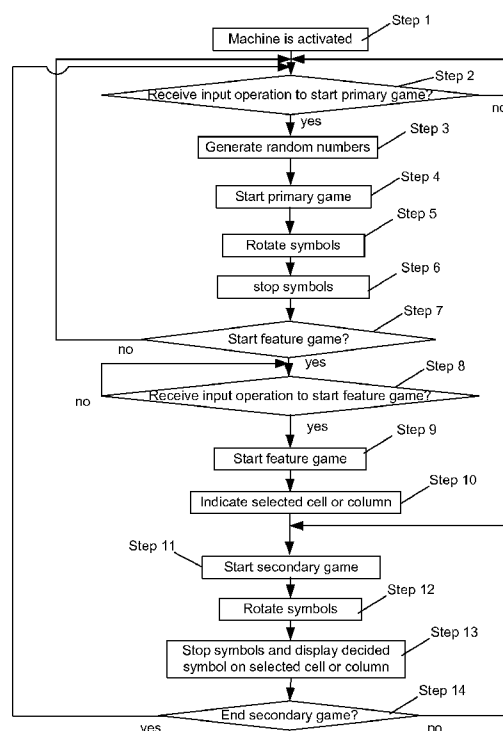 Step 1
Machine is activated
Step 2
Receive input operation to start primary game?
no
yes
Step 3
Generate random numbers
Step 4
Start primary game
Step 5
Rotate symbols
Step 6
stop symbols
Step 7
Start feature game?
no
yes
Step 8
Receive input operation to start feature game?
no
yes
Step 9
Start feature game
Step 10
Indicate selected cell or column
Step 11
Start secondary game
Step 12
Rotate symbols
Step 13
Stop symbols and display decided
symbol on selected cell or column
Step 14
End secondary game?
yes
no